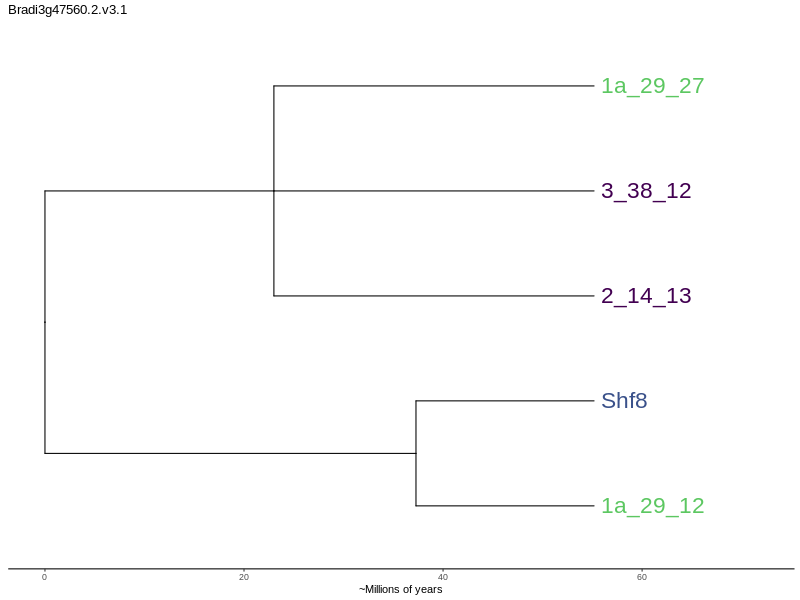 Bradi3g47560.2.v3.1
1a_29_27
3_38_12
2_14_13
Shf8
1a_29_12
0 20 40 60
~Millions of years